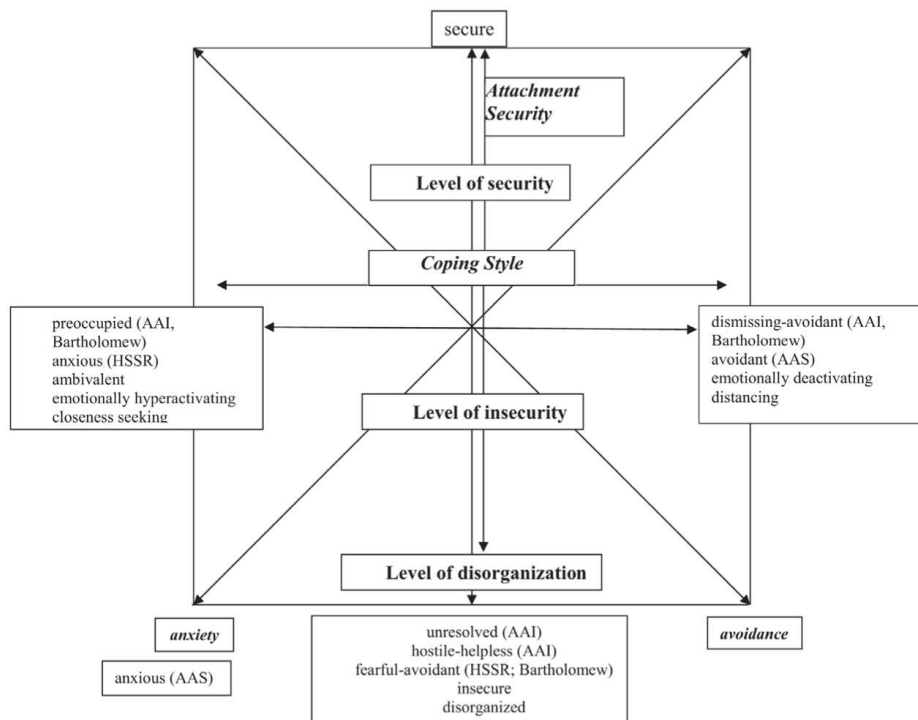 secure
Attachment
Security
Level of security
Coping Style
preoccupied (AAI,
Bartholomew)
anxious (HSSR)
ambivalent
emotionally hyperactivating
closeness seeking
dismissing-avoidant (AAI,
Bartholomew)
avoidant (AAS)
emotionally deactivating
distancing
Level of insecurity
Level of disorganization
anxiety
anxious (AAS)
unresolved (AAI)
hostile-helpless (AAI)
fearful-avoidant (HSSR; Bartholomew)
insecure
disorganized
avoidance